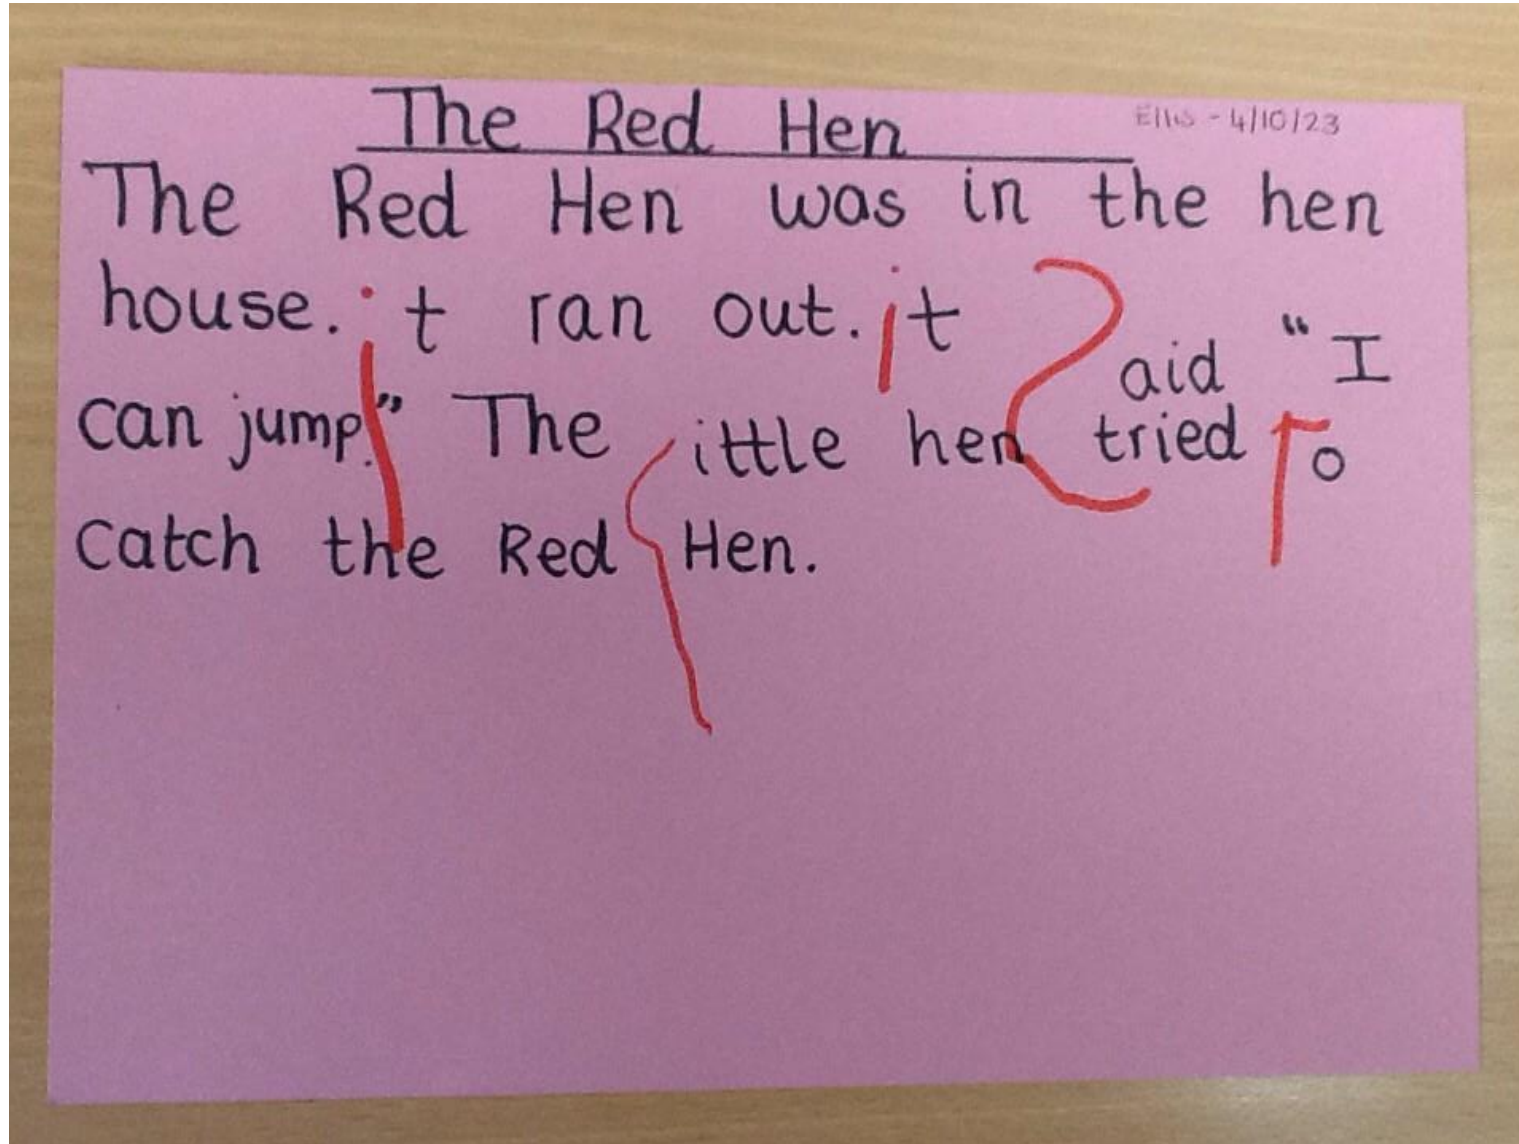 The Red Hen
Ellis - 4/10/23
The Red Hen was in the hen
house. it ran out. it said "I
can jump." The little hen tried to
catch the Red Hen.